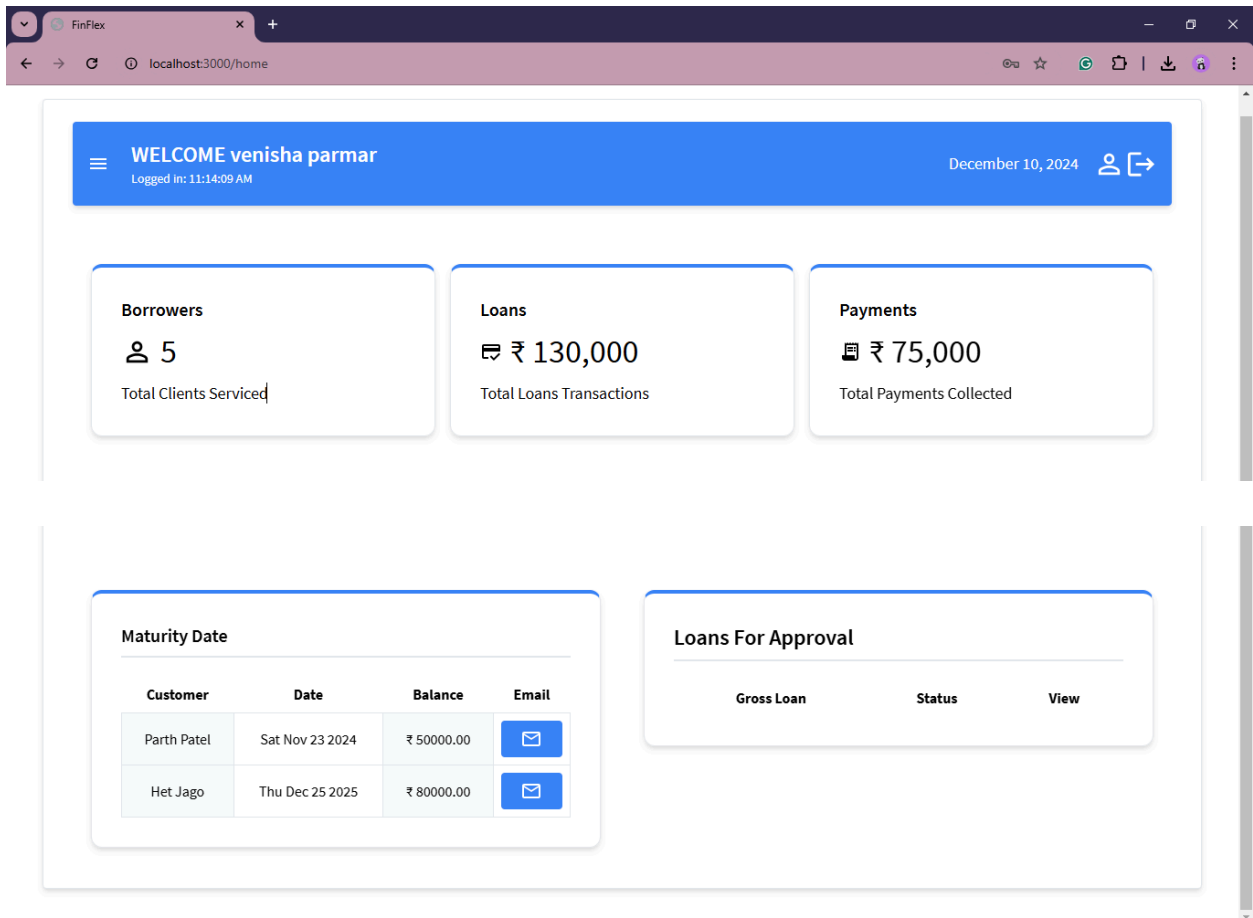 FinFlex
localhost:3000/home
WELCOME venisha parmar
Logged in: 11:14:09 AM
December 10, 2024
Borrowers
5
Total Clients Serviced
Loans
₹ 130,000
Total Loans Transactions
Payments
₹ 75,000
Total Payments Collected
Maturity Date
Customer Date Balance Email
Parth Patel Sat Nov 23 2024 ₹ 50000.00
Het Jago Thu Dec 25 2025 ₹ 80000.00
Loans For Approval
Gross Loan Status View